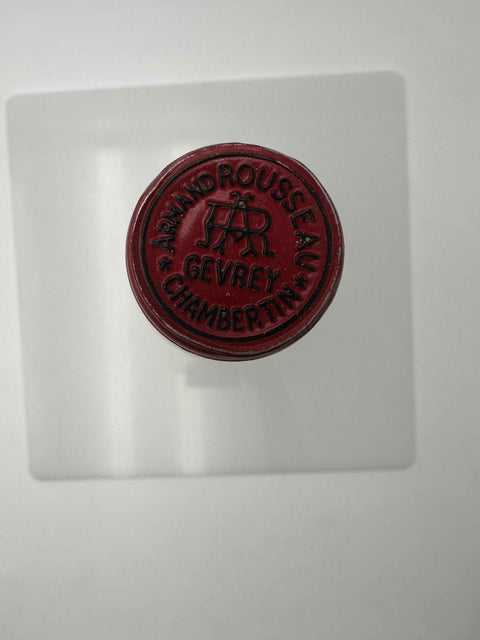 ARMAND ROUSSEAU
AR
GEVREY
* CHAMBERTIN *